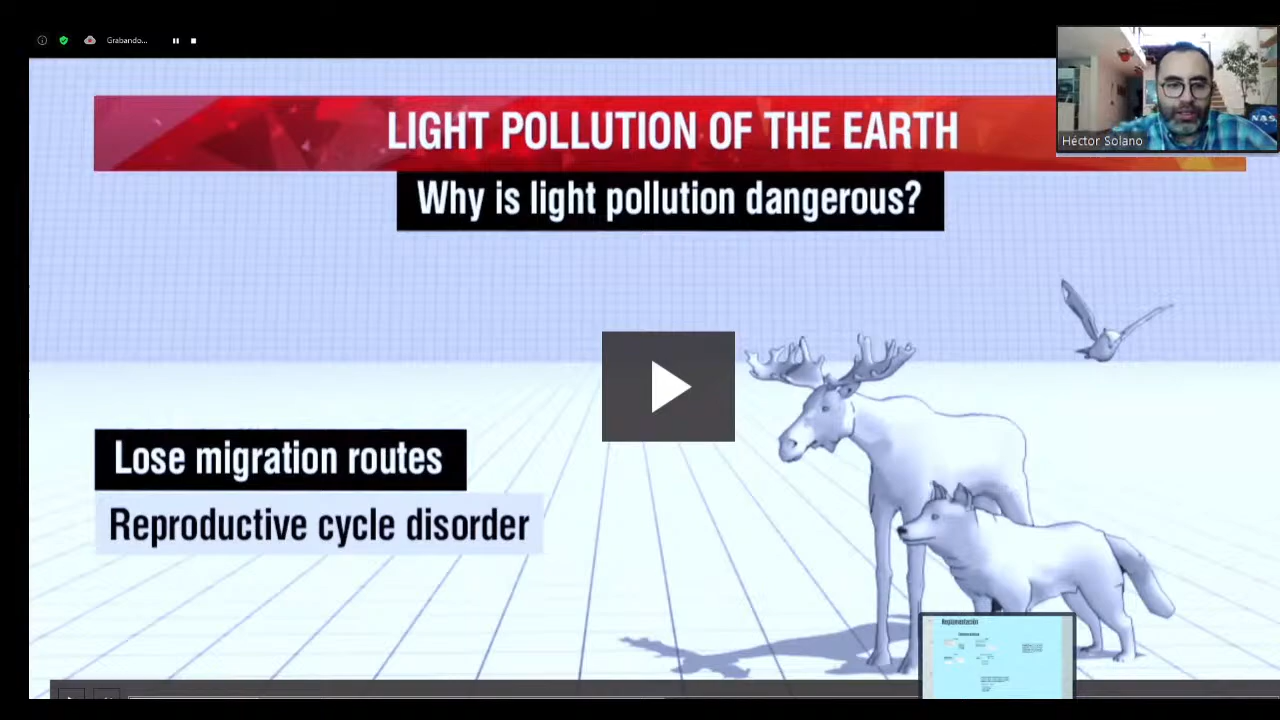 Grabando...
LIGHT POLLUTION OF THE EARTH
NASA
Héctor Solano
Why is light pollution dangerous?
Lose migration routes
Reproductive cycle disorder